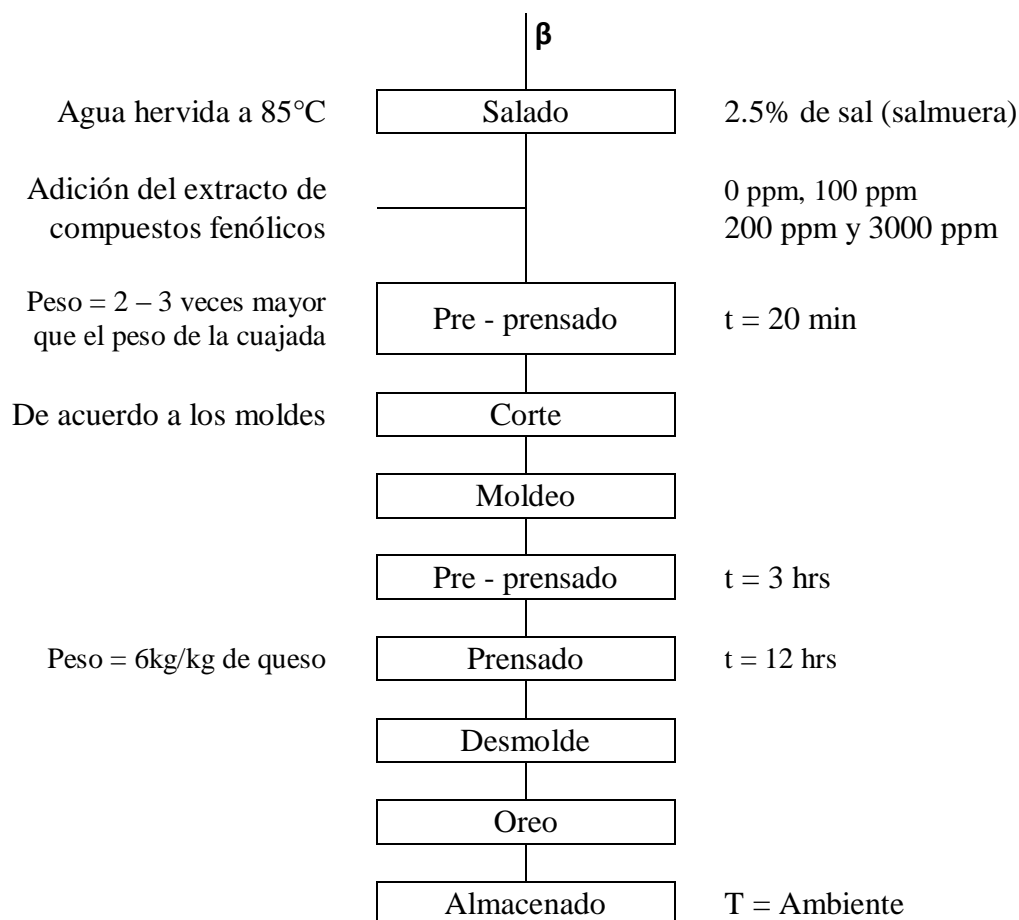 β
Agua hervida a 85°C
Salado
2.5% de sal (salmuera)
Adición del extracto de
compuestos fenólicos
0 ppm, 100 ppm
200 ppm y 3000 ppm
Peso = 2 – 3 veces mayor
que el peso de la cuajada
Pre - prensado
t = 20 min
De acuerdo a los moldes
Corte
Moldeo
Pre - prensado
t = 3 hrs
Peso = 6kg/kg de queso
Prensado
t = 12 hrs
Desmolde
Oreo
Almacenado
T = Ambiente